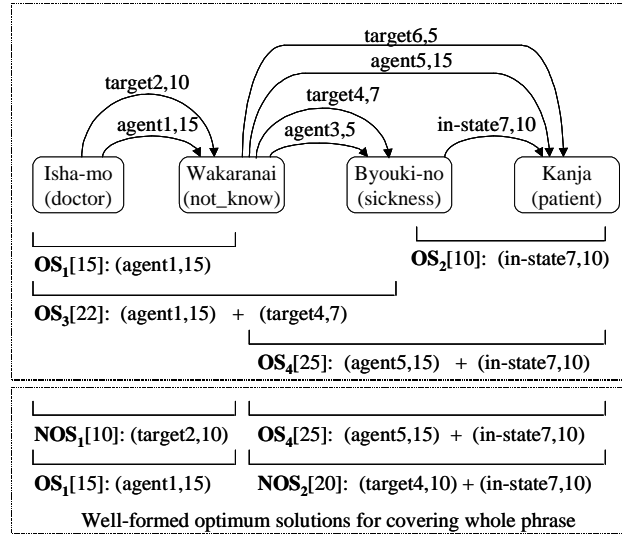 target6,5
agent5,15
target2,10
target4,7
agent1,15
agent3,5
in-state7,10
Isha-mo
(doctor)
Wakaranai
(not_know)
Byouki-no
(sickness)
Kanja
(patient)
OS1[15]: (agent1,15)
OS2[10]: (in-state7,10)
OS3[22]: (agent1,15) + (target4,7)
OS4[25]: (agent5,15) + (in-state7,10)
NOS1[10]: (target2,10)
OS4[25]: (agent5,15) + (in-state7,10)
OS1[15]: (agent1,15)
NOS2[20]: (target4,10) + (in-state7,10)
Well-formed optimum solutions for covering whole phrase